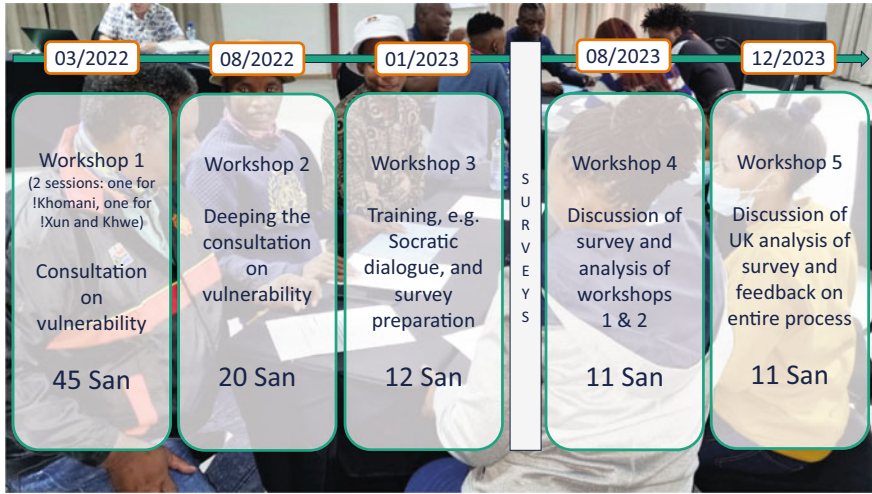 03/2022
08/2022
01/2023
08/2023
12/2023
Workshop 1
(2 sessions: one for
!Khomani, one for
!Xun and Khwe)
Consultation
on
vulnerability
45 San
Workshop 2
Deeping the
consultation
on
vulnerability
20 San
Workshop 3
Training, e.g.
Socratic
dialogue, and
survey
preparation
12 San
S
U
R
V
E
Y
S
Workshop 4
Discussion of
survey and
analysis of
workshops
1 & 2
11 San
Workshop 5
Discussion of
UK analysis of
survey and
feedback on
entire process
11 San